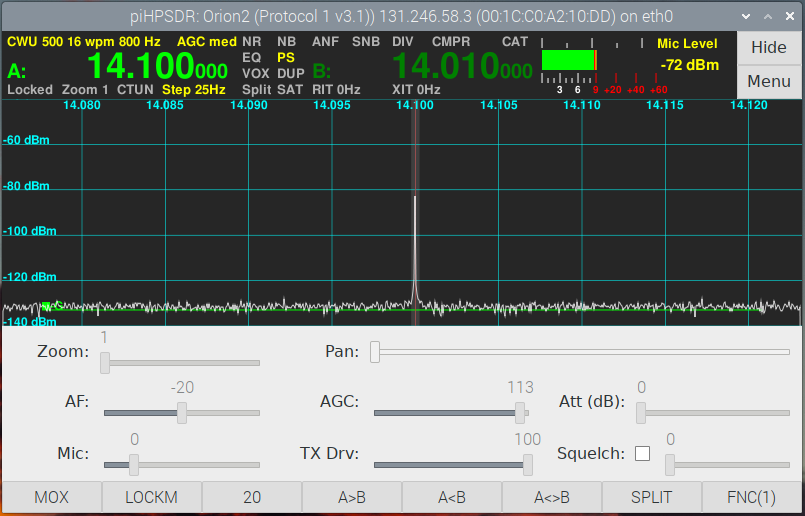 piHPSDR: Orion2 (Protocol 1 v3.1)) 131.246.58.3 (00:1C:C0:A2:10:DD) on eth0
CWU 500 16 wpm 800 Hz AGC med NR NB ANF SNB DIV CMPR CAT Mic Level Hide
EQ PS
A: 14.100000 VOX DUP B: 14.010000 -72 dBm
Locked Zoom 1 CTUN Step 25Hz Split SAT RIT 0Hz XIT 0Hz 3 6 9 +20 +40 +60 Menu
14.080 14.085 14.090 14.095 14.100 14.105 14.110 14.115 14.120
-60 dBm
-80 dBm
-100 dBm
-120 dBm
G
-140 dBm
Zoom: 1 Pan:
AF: -20 AGC: 113 Att (dB): 0
Mic: 0 TX Drv: 100 Squelch: 0
MOX LOCKM 20 A>B A<B A<>B SPLIT FNC(1)